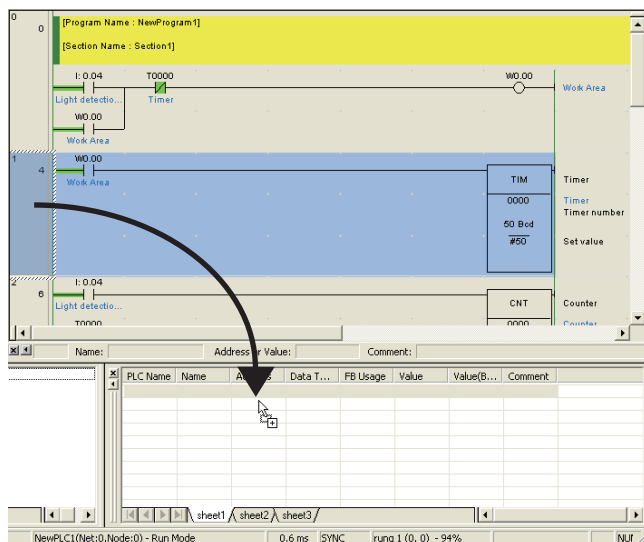 0
0
[Program Name : NewProgram1]
[Section Name : Section1]
I: 0.04
T0000
W0.00
Light detectio...
Timer
Work Area
W0.00
Work Area
1
4
W0.00
Work Area
TIM
Timer
0000
Timer
Timer number
50 Bcd
#50
Set value
2
6
I: 0.04
Light detectio...
CNT
Counter
T0000
0000
Counter
Name: Address or Value: Comment:
PLC Name Name Data T... FB Usage Value Value(B... Comment
sheet1 sheet2 sheet3
NewPLC1(Net:0,Node:0) - Run Mode 0.6 ms SYNC rung 1 (0, 0) - 94%